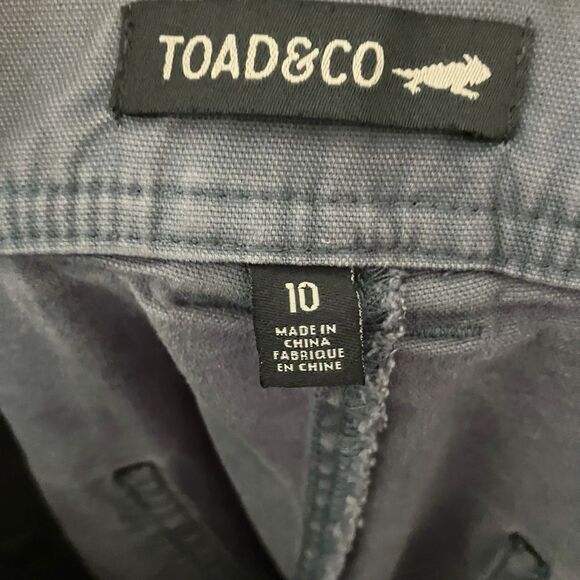 TOAD&CO
10
MADE IN
CHINA
FABRIQUE
EN CHINE